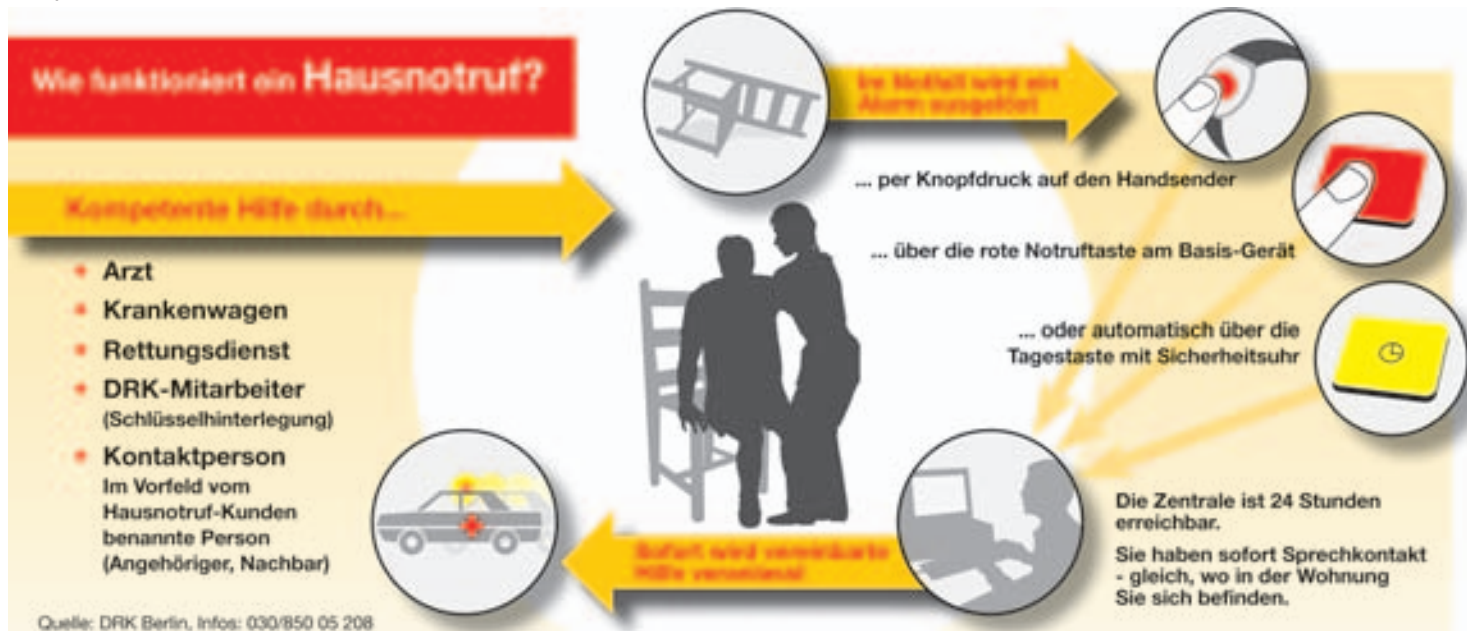 Wie funktioniert ein Hausnotruf?
Im Notfall wird ein
Alarm ausgelöst
Kompetente Hilfe durch...
... per Knopfdruck auf den Handsender
... über die rote Notruftaste am Basis-Gerät
... oder automatisch über die
Tagestaste mit Sicherheitsuhr
Arzt
Krankenwagen
Rettungsdienst
DRK-Mitarbeiter
(Schlüsselhinterlegung)
Kontaktperson
Im Vorfeld vom
Hausnotruf-Kunden
benannte Person
(Angehöriger, Nachbar)
Die Zentrale ist 24 Stunden
erreichbar.
Sie haben sofort Sprechkontakt
- gleich, wo in der Wohnung
Sie sich befinden.
Sofort wird vereinbarte
Hilfe veranlasst
Quelle: DRK Berlin, Infos: 030/850 05 208